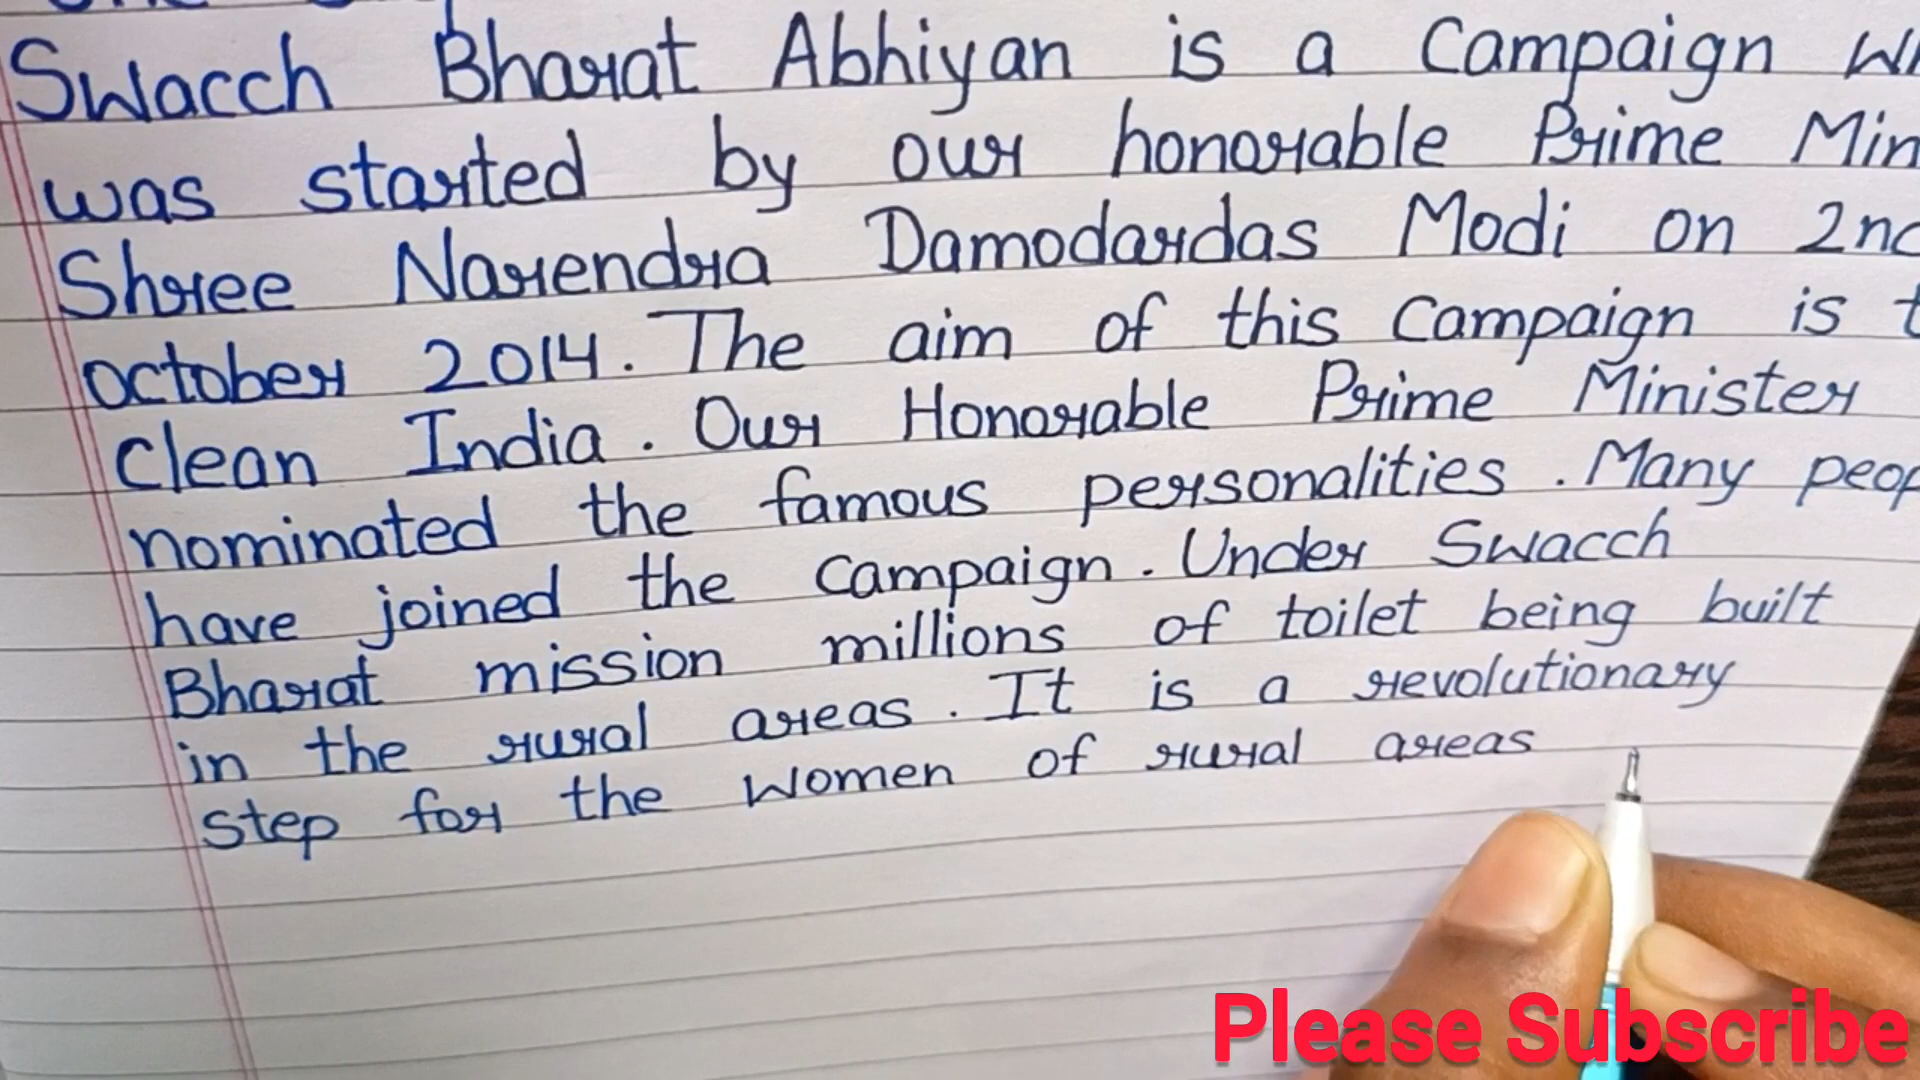 Swacch Bharat Abhiyan is a Campaign
was started by our honorable Prime
Shree Narendra Damodardas Modi on 2nd
october 2014. The aim of this Campaign is
clean India. Our Honorable Prime Minister
nominated the famous personalities. Many
have joined the campaign. Under Swacch
Bharat mission millions of toilet being built
in the rural areas. It is a revolutionary
step for the women of rural areas
Please Subscribe